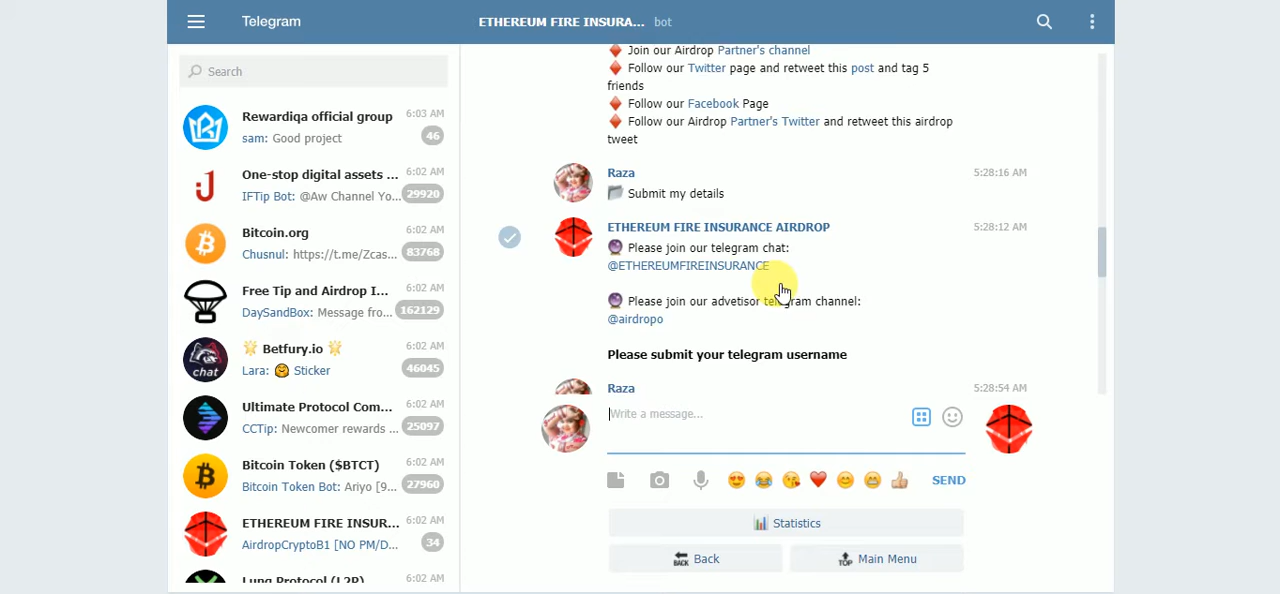 Telegram
ETHEREUM FIRE INSURA... bot
Search
Rewardiqa official group 6:03 AM
sam: Good project 46
One-stop digital assets ... 6:02 AM
IFTip Bot: @Aw Channel Yo... 29920
Bitcoin.org 6:02 AM
Chusnul: https://t.me/Zcas... 83768
Free Tip and Airdrop I... 6:02 AM
DaySandBox: Message fro... 162129
🌟 Betfury.io 🌟 6:02 AM
Lara: 🤗 Sticker 46045
chat
Ultimate Protocol Com... 6:02 AM
CCTip: Newcomer rewards ... 25097
Bitcoin Token ($BTCT) 6:02 AM
Bitcoin Token Bot: Ariyo [9... 27960
ETHEREUM FIRE INSUR... 6:02 AM
AirdropCryptoB1 [NO PM/D... 34
Lung Protocol (L2P) 6:02 AM
♦ Join our Airdrop Partner's channel
♦ Follow our Twitter page and retweet this post and tag 5
friends
♦ Follow our Facebook Page
♦ Follow our Airdrop Partner's Twitter and retweet this airdrop
tweet
Raza 5:28:16 AM
📂 Submit my details
ETHEREUM FIRE INSURANCE AIRDROP 5:28:12 AM
🔮 Please join our telegram chat:
@ETHEREUMFIREINSURANCE
🔮 Please join our advetisor telegram channel:
@airdropo
Please submit your telegram username
Raza 5:28:54 AM
Write a message...
SEND
📊 Statistics
🔙 Back
🔝 Main Menu